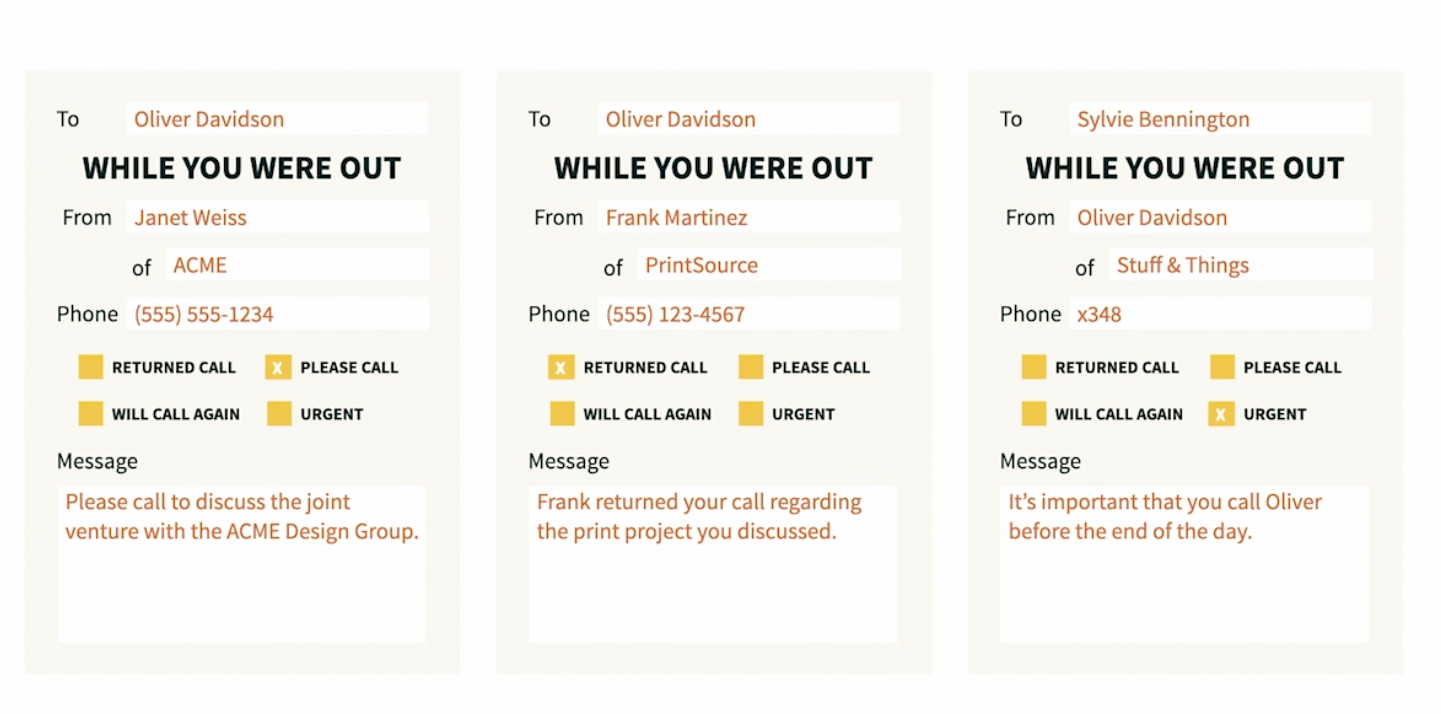 To Oliver Davidson
WHILE YOU WERE OUT
From Janet Weiss
of ACME
Phone (555) 555-1234
RETURNED CALL X PLEASE CALL
WILL CALL AGAIN URGENT
Message
Please call to discuss the joint
venture with the ACME Design Group.
To Oliver Davidson
WHILE YOU WERE OUT
From Frank Martinez
of PrintSource
Phone (555) 123-4567
X RETURNED CALL PLEASE CALL
WILL CALL AGAIN URGENT
Message
Frank returned your call regarding
the print project you discussed.
To Sylvie Bennington
WHILE YOU WERE OUT
From Oliver Davidson
of Stuff & Things
Phone x348
RETURNED CALL PLEASE CALL
WILL CALL AGAIN X URGENT
Message
It’s important that you call Oliver
before the end of the day.